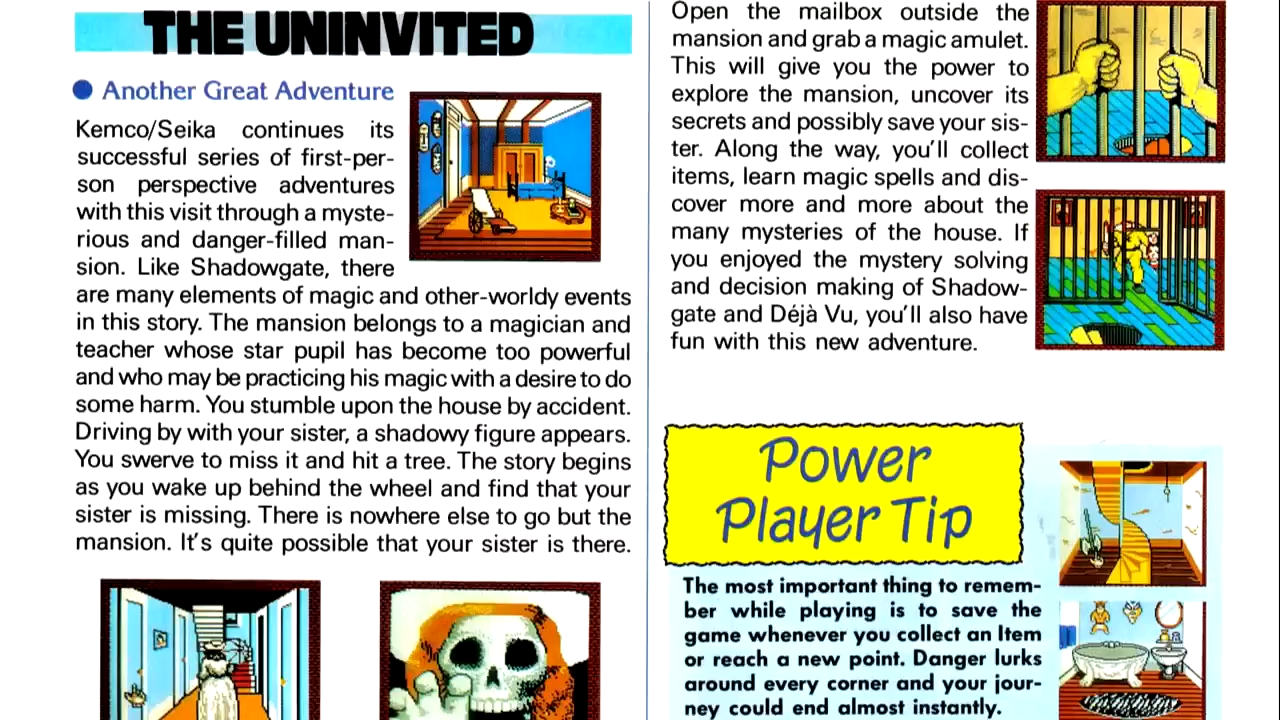 THE UNINVITED
Another Great Adventure
Kemco/Seika continues its
successful series of first-per-
son perspective adventures
with this visit through a myste-
rious and danger-filled man-
sion. Like Shadowgate, there
are many elements of magic and other-worldy events
in this story. The mansion belongs to a magician and
teacher whose star pupil has become too powerful
and who may be practicing his magic with a desire to do
some harm. You stumble upon the house by accident.
Driving by with your sister, a shadowy figure appears.
You swerve to miss it and hit a tree. The story begins
as you wake up behind the wheel and find that your
sister is missing. There is nowhere else to go but the
mansion. It's quite possible that your sister is there.
Open the mailbox outside the
mansion and grab a magic amulet.
This will give you the power to
explore the mansion, uncover its
secrets and possibly save your sis-
ter. Along the way, you'll collect
items, learn magic spells and dis-
cover more and more about the
many mysteries of the house. If
you enjoyed the mystery solving
and decision making of Shadow-
gate and Déjà Vu, you'll also have
fun with this new adventure.
Power
Player Tip
The most important thing to remem-
ber while playing is to save the
game whenever you collect an Item
or reach a new point. Danger lurks
around every corner and your jour-
ney could end almost instantly.